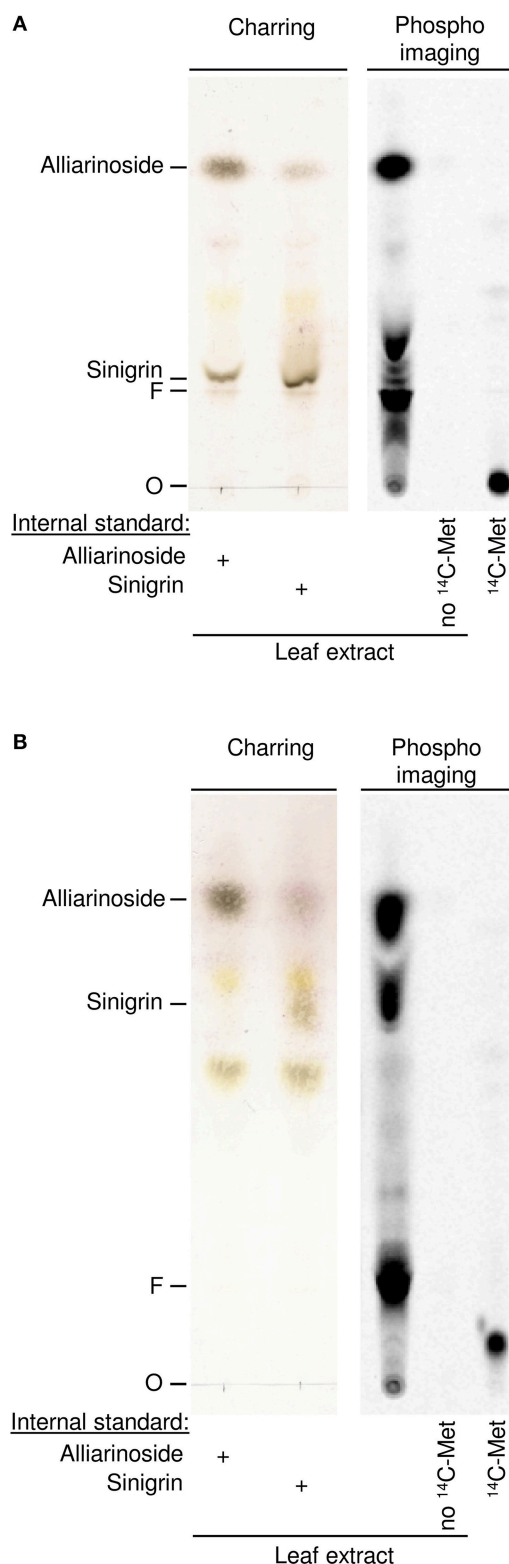 A
Charring
Phospho
imaging
Alliarinoside
Sinigrin
F
O
Internal standard:
Alliarinoside +
Sinigrin +
no 14C-Met
14C-Met
Leaf extract
B
Charring
Phospho
imaging
Alliarinoside
Sinigrin
F
O
Internal standard:
Alliarinoside +
Sinigrin +
no 14C-Met
14C-Met
Leaf extract